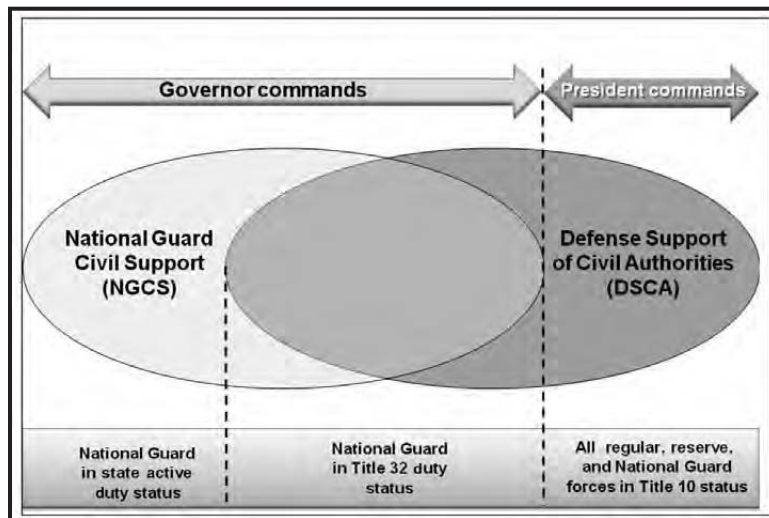 Governor commands
President commands
National Guard
Civil Support
(NGCS)
Defense Support
of Civil Authorities
(DSCA)
National Guard
in state active
duty status
National Guard
in Title 32 duty
status
All regular, reserve,
and National Guard
forces in Title 10 status